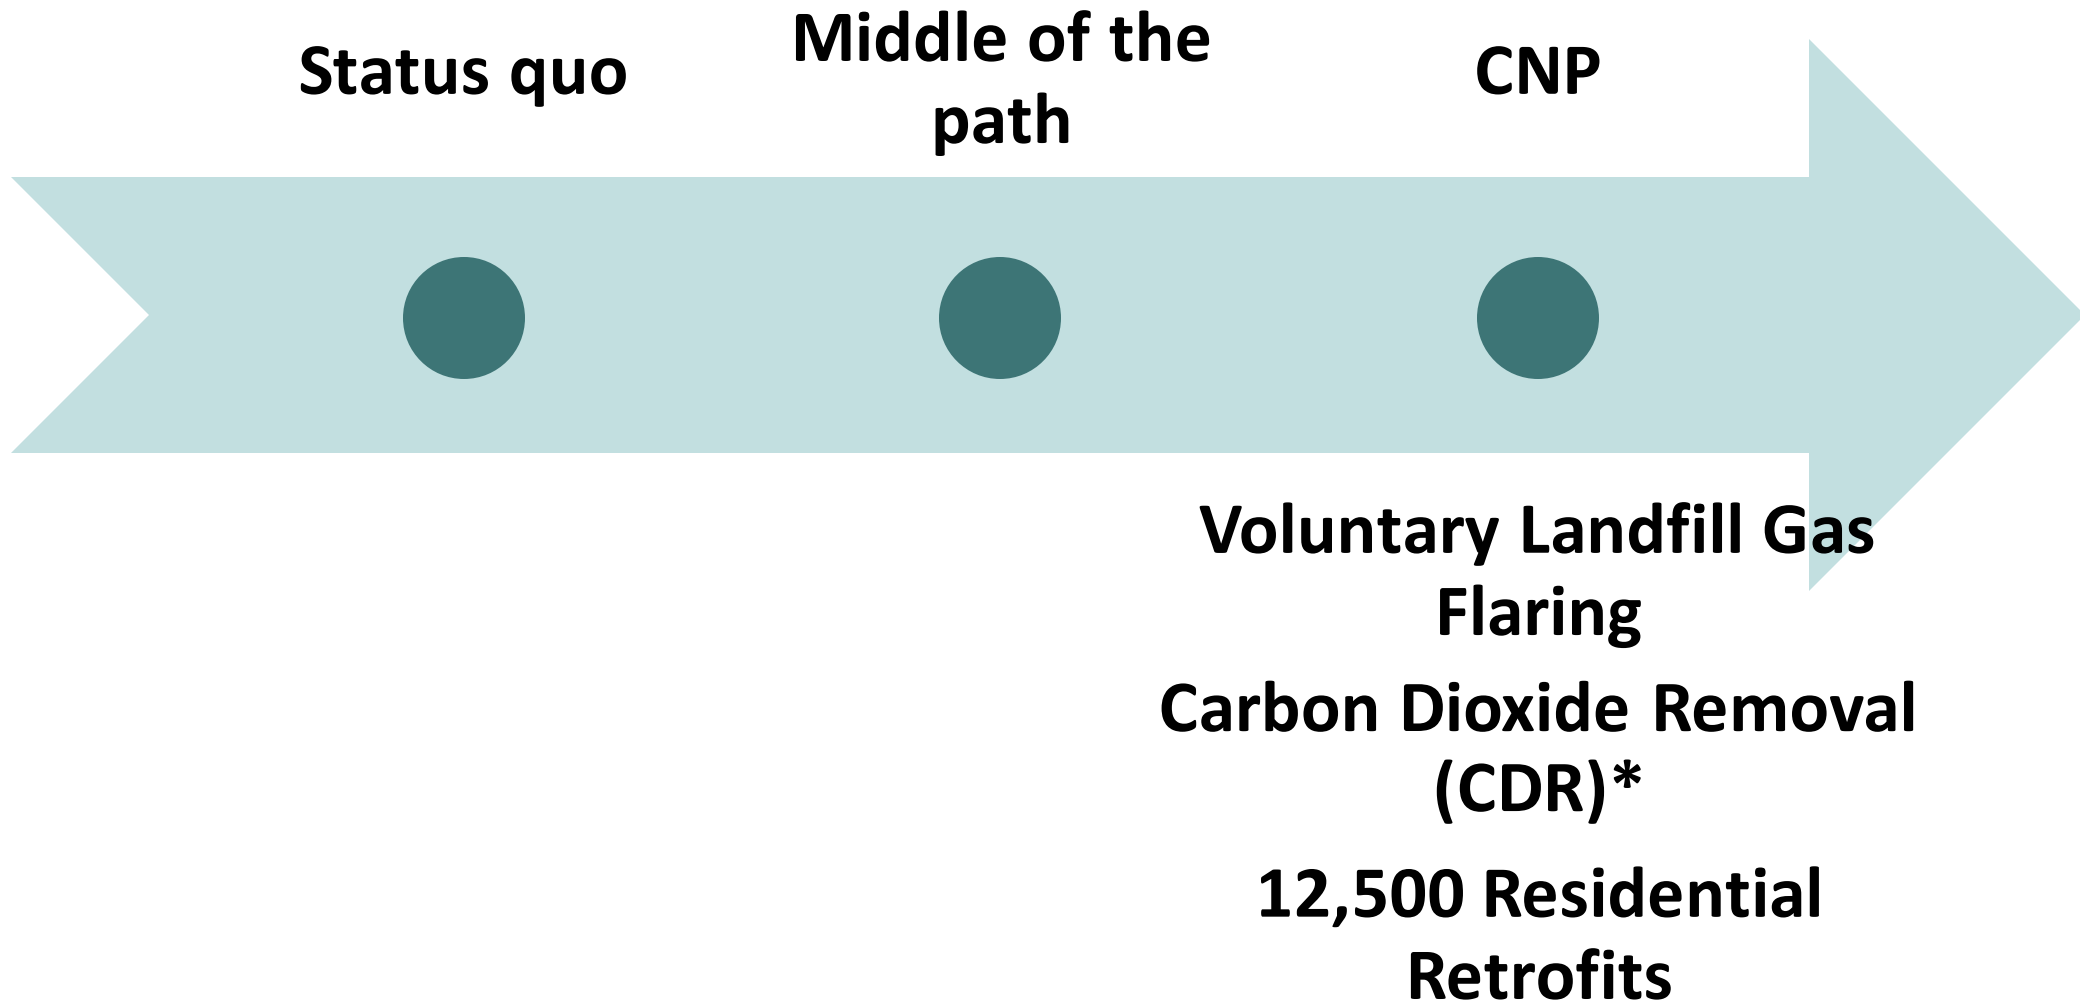 Status quo
Middle of the
path
CNP
Voluntary Landfill Gas
Flaring
Carbon Dioxide Removal
(CDR)*
12,500 Residential
Retrofits